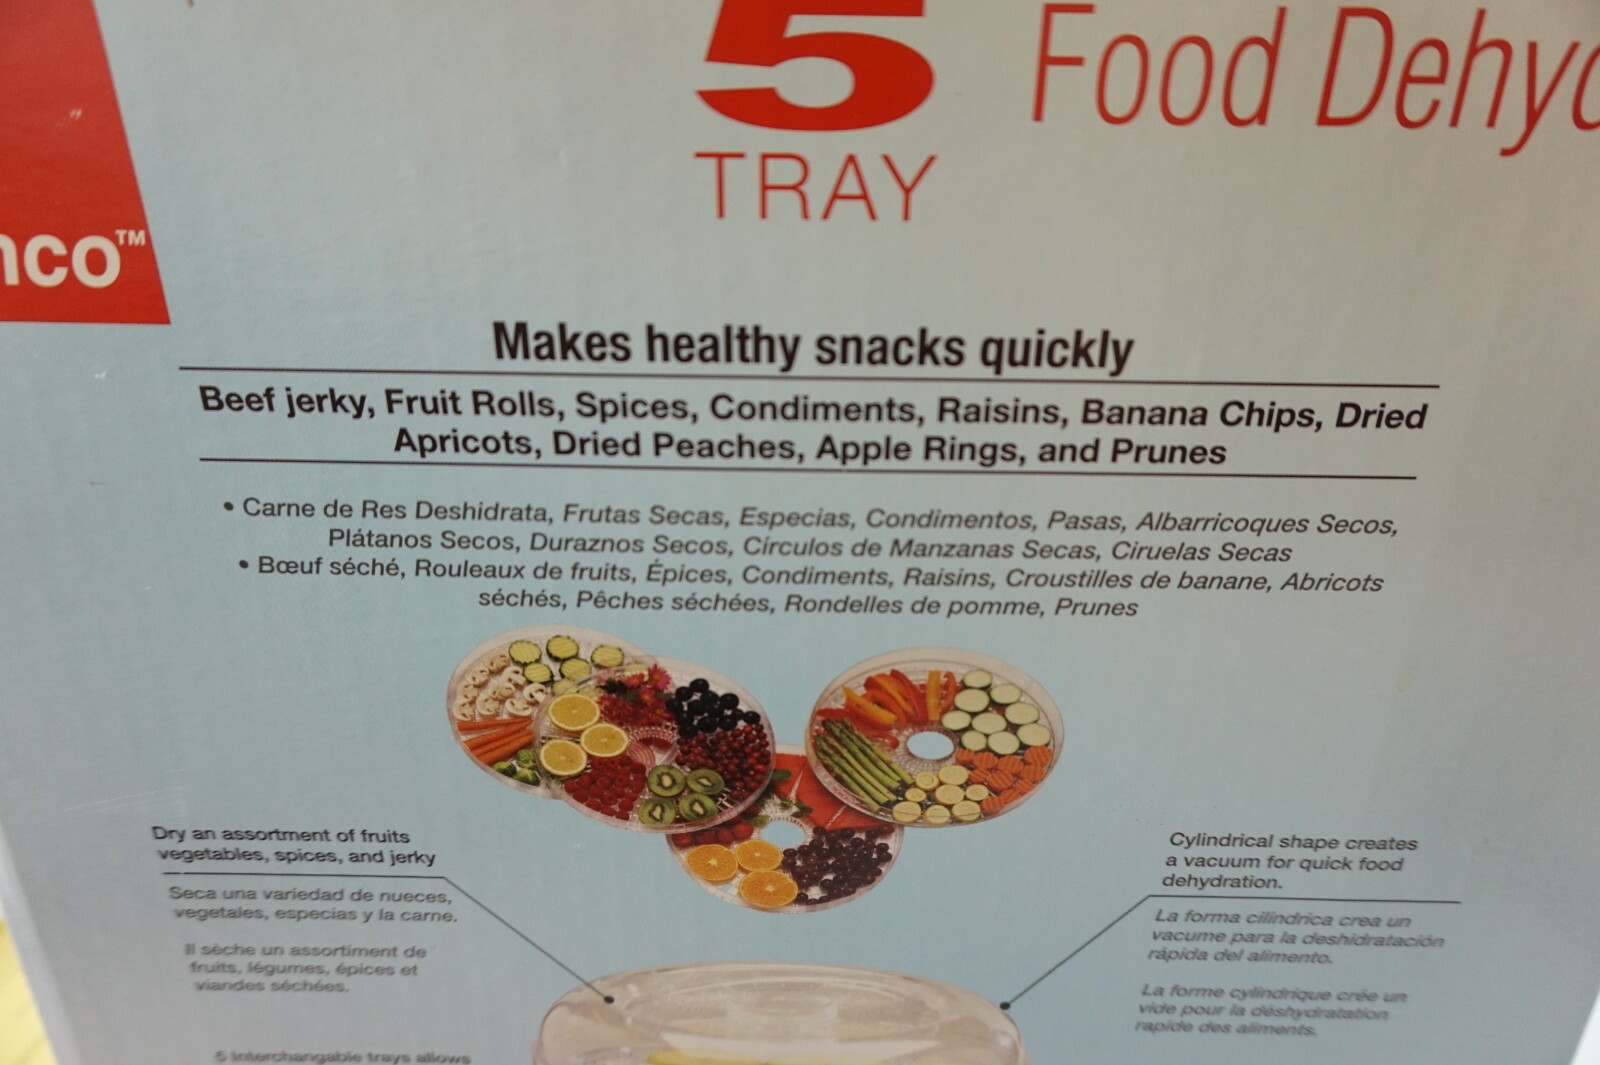 5 Food
TRAY
TM
Makes healthy snacks quickly
Beef jerky, Fruit Rolls, Spices, Condiments, Raisins, Banana Chips, Dried
Apricots, Dried Peaches, Apple Rings, and Prunes
• Carne de Res Deshidrata, Frutas Secas, Especias, Condimentos, Pasas, Albarricoques Secos,
Plátanos Secos, Duraznos Secos, Círculos de Manzanas Secas, Ciruelas Secas
• Bœuf séché, Rouleaux de fruits, Épices, Condiments, Raisins, Croustilles de banane, Abricots
séchés, Pêches séchées, Rondelles de pomme, Prunes
Dry an assortment of fruits
vegetables, spices, and jerky
Seca una variedad de nueces,
vegetales, especias y la carne.
Il sèche un assortiment de
fruits, légumes, épices et
viandes séchées.
5 interchangable trays allows
Cylindrical shape creates
a vacuum for quick food
dehydration.
La forma cilíndrica crea un
vacume para la deshidratación
rápida del alimento.
La forme cylindrique crée un
vide pour la déshydratation
rapide des aliments.